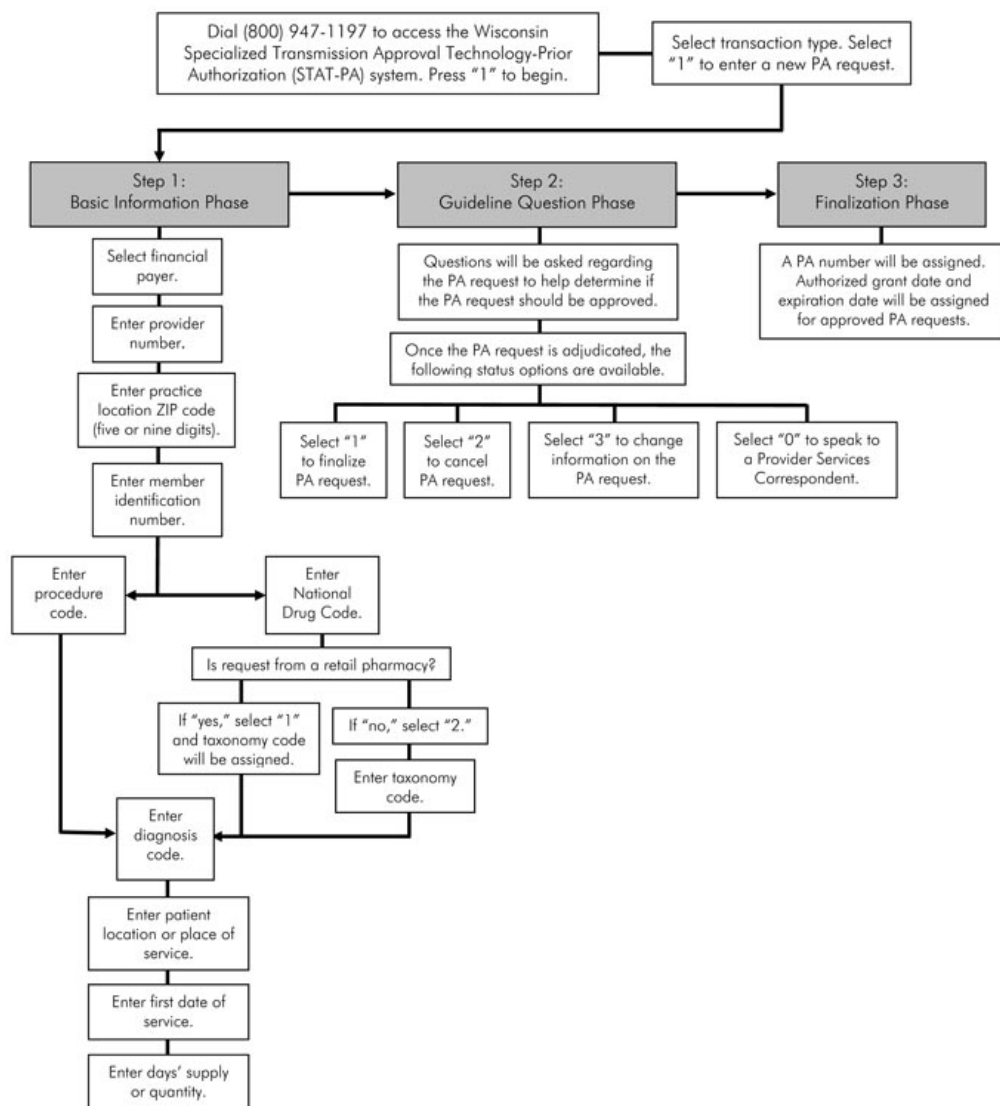 Dial (800) 947-1197 to access the Wisconsin
Specialized Transmission Approval Technology-Prior
Authorization (STAT-PA) system. Press “1” to begin.
Select transaction type. Select
“1” to enter a new PA request.
Step 1:
Basic Information Phase
Select financial
payer.
Enter provider
number.
Enter practice
location ZIP code
(five or nine digits).
Enter member
identification
number.
Enter
procedure
code.
Enter
National
Drug Code.
Is request from a retail pharmacy?
If “yes,” select “1”
and taxonomy code
will be assigned.
If “no,” select “2.”
Enter taxonomy
code.
Enter
diagnosis
code.
Enter patient
location or place of
service.
Enter first date of
service.
Enter days’ supply
or quantity.
Step 2:
Guideline Question Phase
Questions will be asked regarding
the PA request to help determine if
the PA request should be approved.
Once the PA request is adjudicated, the
following status options are available.
Select “1”
to finalize
PA request.
Select “2”
to cancel
PA request.
Select “3” to change
information on the
PA request.
Select “0” to speak to
a Provider Services
Correspondent.
Step 3:
Finalization Phase
A PA number will be assigned.
Authorized grant date and
expiration date will be assigned
for approved PA requests.